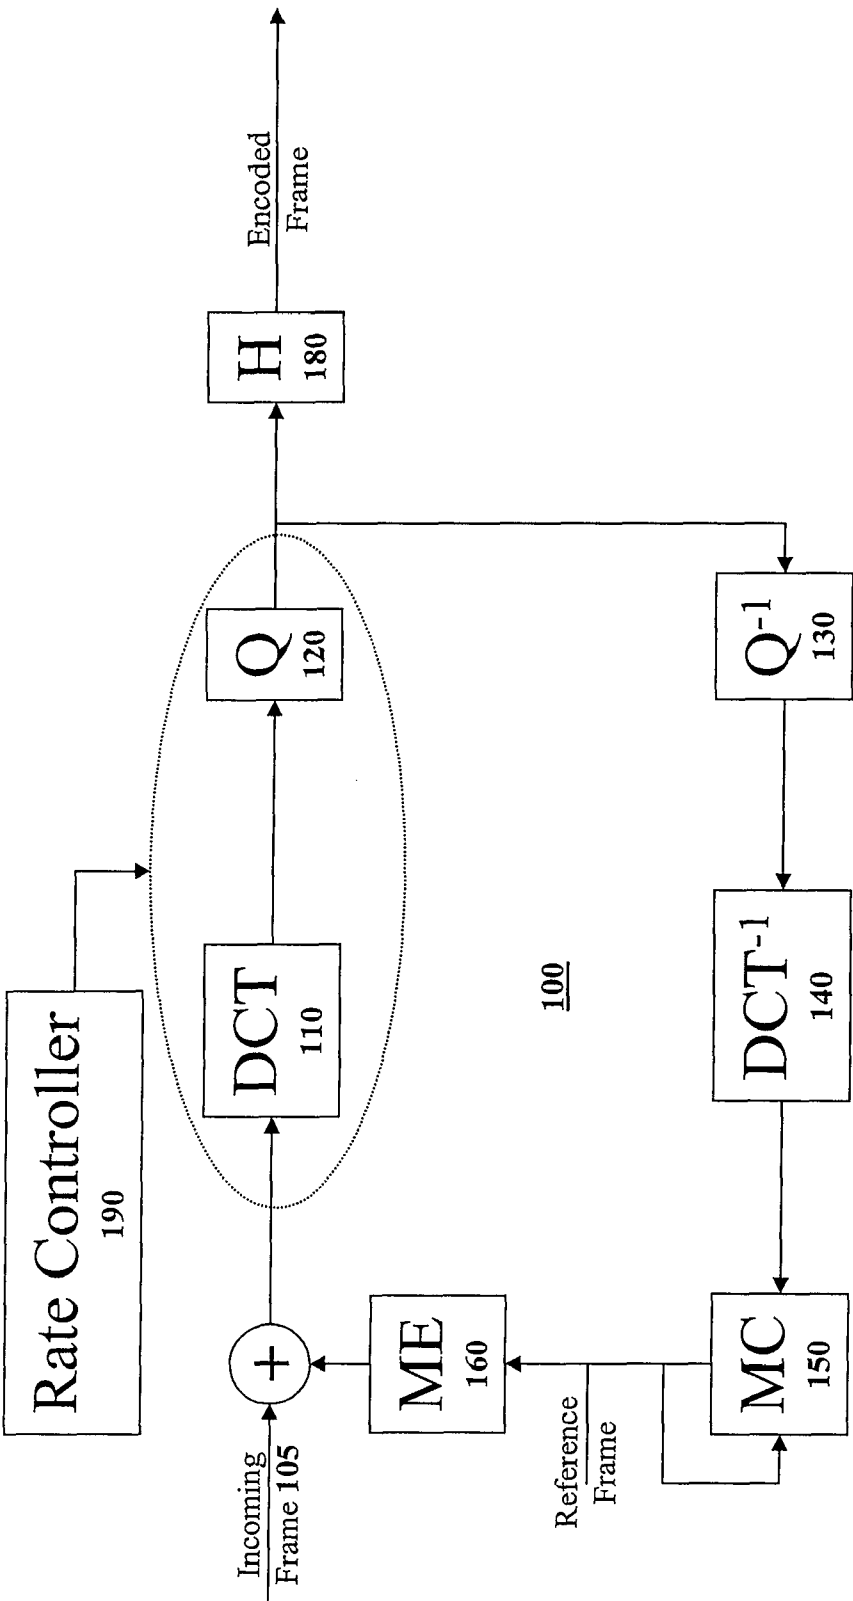 Rate Controller
190
Incoming
Frame 105
+
DCT
110
Q
120
H
180
Encoded
Frame
ME
160
100
Reference
Frame
MC
150
DCT-1
140
Q-1
130